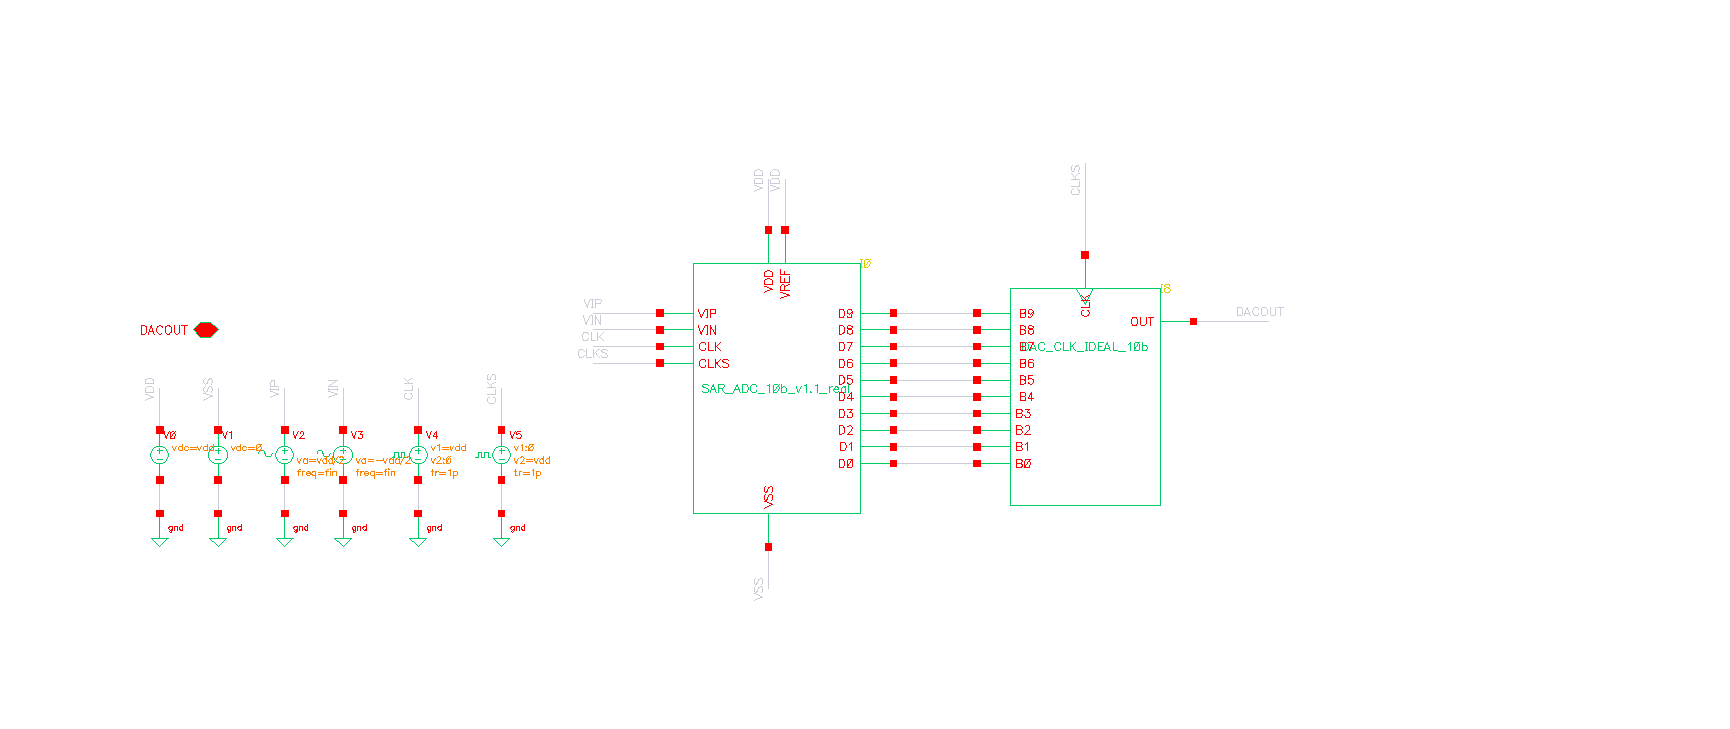 VDD
VDD
CLKS
VDD
VREF
I0
I8
CLK
VIP
VIN
CLK
CLKS
VIP
VIN
CLK
CLKS
D9
D8
D7
D6
D5
D4
D3
D2
D1
D0
SAR_ADC_10b_v1.1_real
VSS
VSS
B9
B8
B7
B6
B5
B4
B3
B2
B1
B0
DAC_CLK_IDEAL_10b
OUT
DACOUT
DACOUT
VDD
VSS
VIP
VIN
CLK
CLKS
V0
vdc=vdd
gnd
V1
vdc=0
gnd
V2
va=vdd/2
freq=fin
gnd
V3
va=-vdd/2
freq=fin
gnd
V4
v1=vdd
v2:0
tr=1p
gnd
V5
v1:0
v2=vdd
tr=1p
gnd